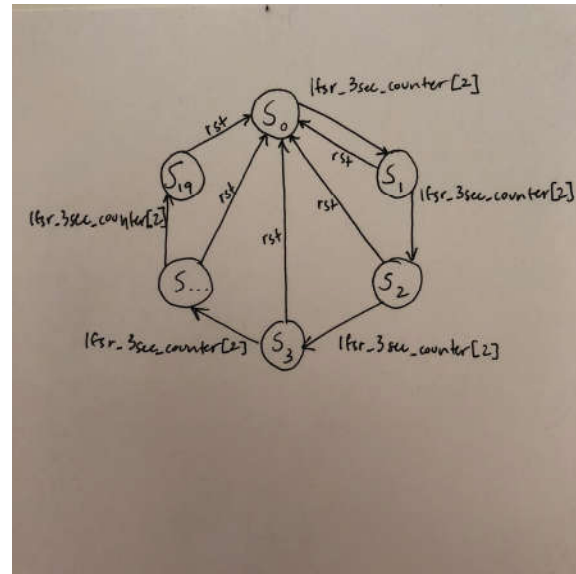 S0
lfsr_3sec_counter[2]
rst
rst
S19
S1
lfsr_3sec_counter[2]
lfsr_3sec_counter[2]
rst
rst
rst
S...
S2
S3
lfsr_3sec_counter[2]
lfsr_3sec_counter[2]